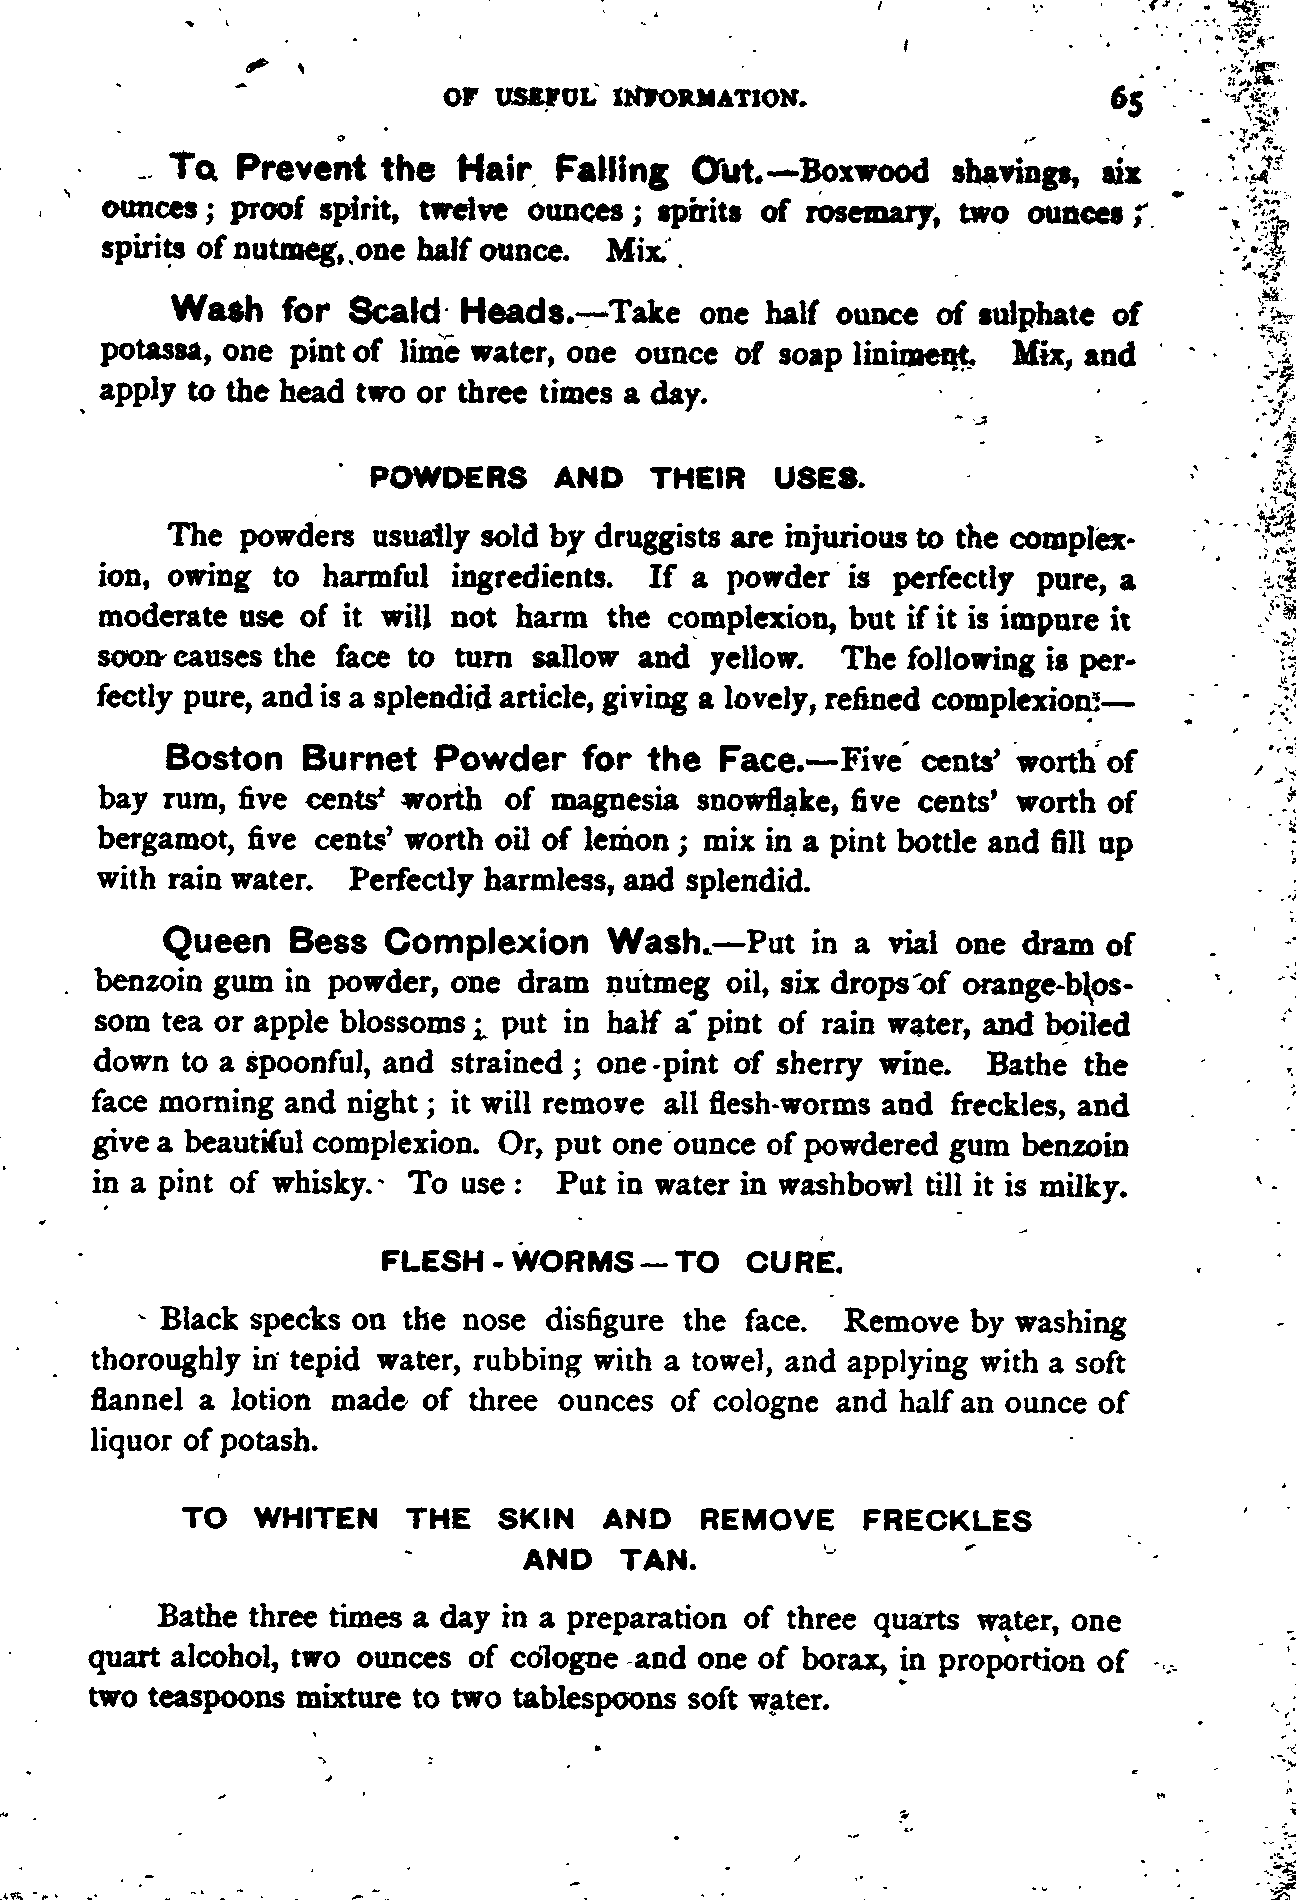 OF USEFUL INFORMATION. 65
To Prevent the Hair Falling Out.—Boxwood shavings, six
ounces; proof spirit, twelve ounces; spirits of rosemary, two ounces;
spirits of nutmeg, one half ounce. Mix.
Wash for Scald Heads.—Take one half ounce of sulphate of
potassa, one pint of lime water, one ounce of soap liniment. Mix, and
apply to the head two or three times a day.
POWDERS AND THEIR USES.
The powders usually sold by druggists are injurious to the complex-
ion, owing to harmful ingredients. If a powder is perfectly pure, a
moderate use of it will not harm the complexion, but if it is impure it
soon causes the face to turn sallow and yellow. The following is per-
fectly pure, and is a splendid article, giving a lovely, refined complexion:—
Boston Burnet Powder for the Face.—Five cents' worth of
bay rum, five cents' worth of magnesia snowflake, five cents' worth of
bergamot, five cents' worth oil of lemon; mix in a pint bottle and fill up
with rain water. Perfectly harmless, and splendid.
Queen Bess Complexion Wash.—Put in a vial one dram of
benzoin gum in powder, one dram nutmeg oil, six drops of orange-blos-
som tea or apple blossoms; put in half a pint of rain water, and boiled
down to a spoonful, and strained; one pint of sherry wine. Bathe the
face morning and night; it will remove all flesh-worms and freckles, and
give a beautiful complexion. Or, put one ounce of powdered gum benzoin
in a pint of whisky. To use: Put in water in washbowl till it is milky.
FLESH-WORMS—TO CURE.
Black specks on the nose disfigure the face. Remove by washing
thoroughly in tepid water, rubbing with a towel, and applying with a soft
flannel a lotion made of three ounces of cologne and half an ounce of
liquor of potash.
TO WHITEN THE SKIN AND REMOVE FRECKLES
AND TAN.
Bathe three times a day in a preparation of three quarts water, one
quart alcohol, two ounces of cologne and one of borax, in proportion of
two teaspoons mixture to two tablespoons soft water.